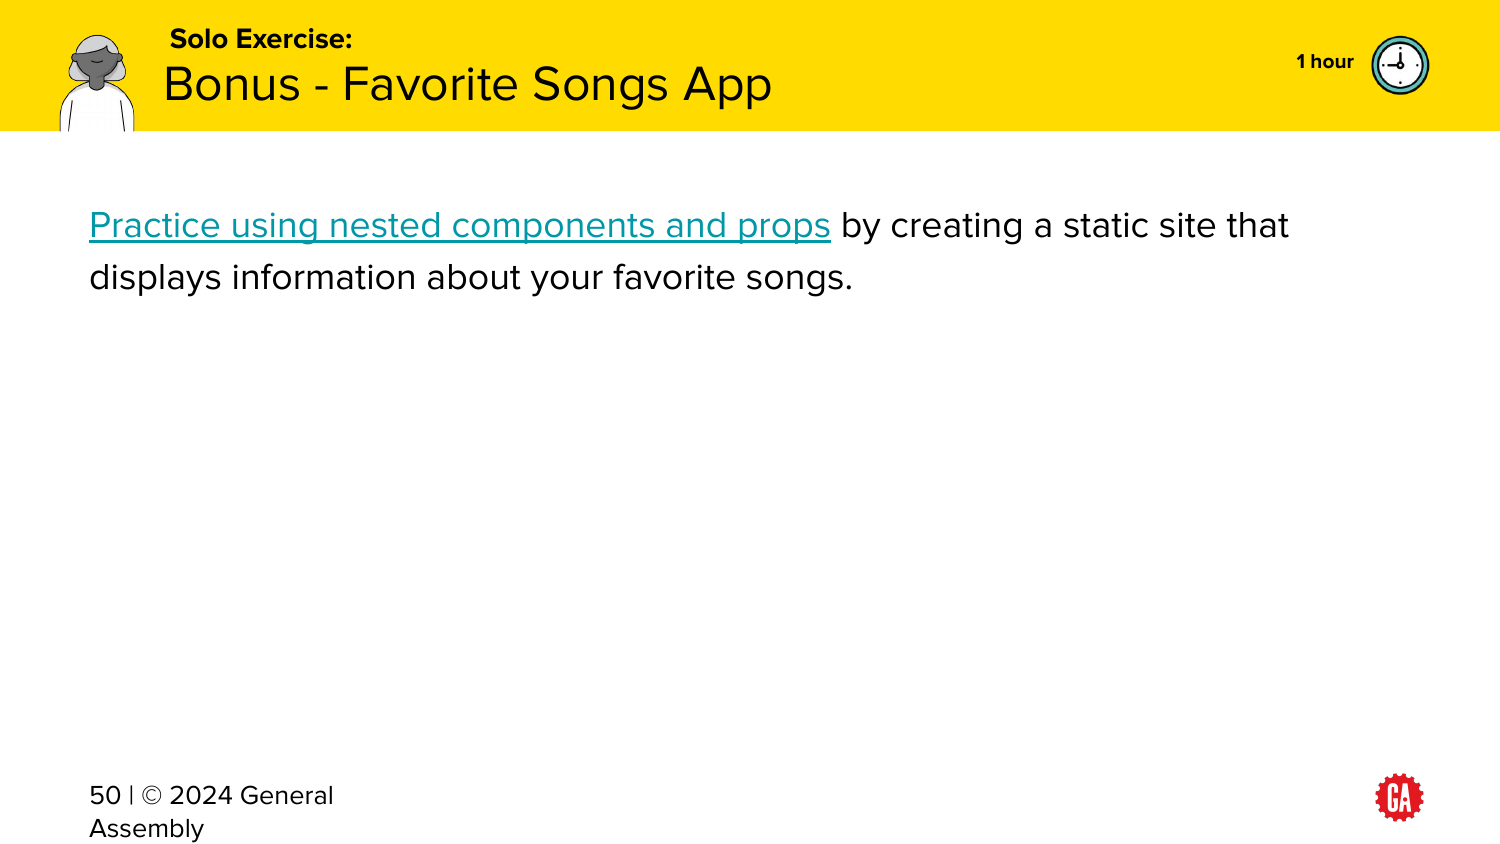 Solo Exercise:
Bonus - Favorite Songs App
1 hour
Practice using nested components and props by creating a static site that
displays information about your favorite songs.
50 | © 2024 General
Assembly
GA